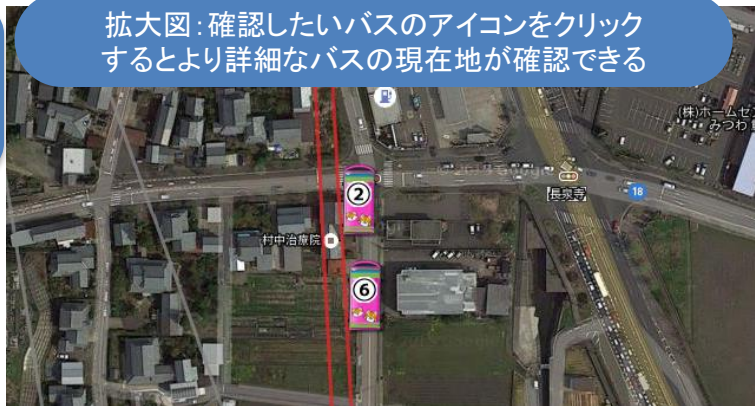 拡大図：確認したいバスのアイコンをクリック
するとより詳細なバスの現在地が確認できる
(株)ホームセン
みつわ
②
長泉寺
18
村中治療院
⑥